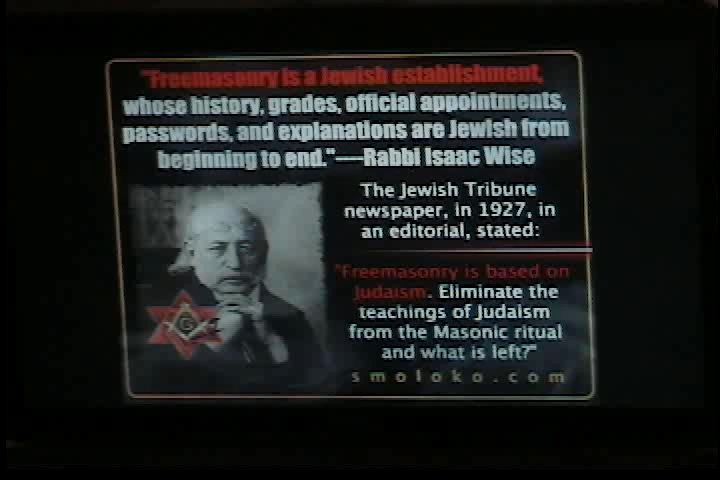 "Freemasonry is a Jewish establishment,
whose history, grades, official appointments,
passwords, and explanations are Jewish from
beginning to end."----Rabbi Isaac Wise
The Jewish Tribune
newspaper, in 1927, in
an editorial, stated:
"Freemasonry is based on
Judaism. Eliminate the
teachings of Judaism
from the Masonic ritual
and what is left?"
smoloko.com
G